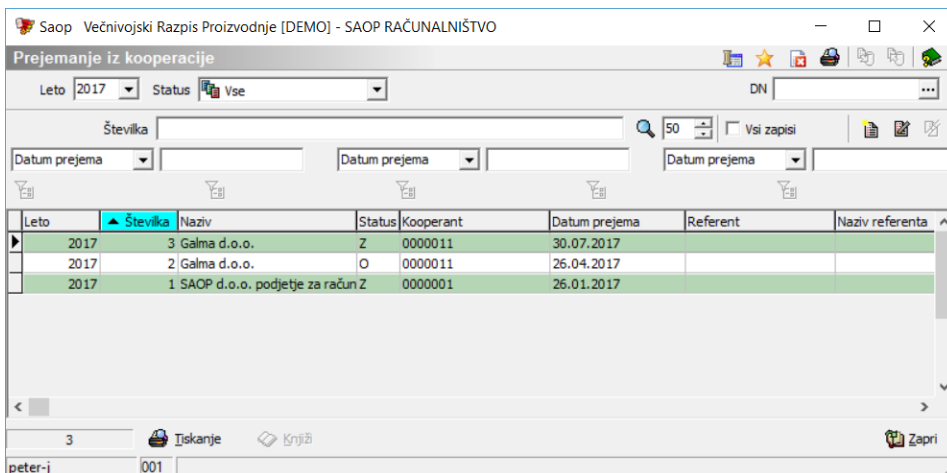 Saop Večnivojski Razpis Proizvodnje [DEMO] - SAOP RAČUNALNIŠTVO
Prejemanje iz kooperacije
Leto 2017 Status Vse DN ...
Številka 50 Vsi zapisi
Datum prejema Datum prejema Datum prejema
Leto Številka Naziv Status Kooperant Datum prejema Referent Naziv referenta
2017 3 Galma d.o.o. Z 0000011 30.07.2017
2017 2 Galma d.o.o. O 0000011 26.04.2017
2017 1 SAOP d.o.o. podjetje za račun Z 0000001 26.01.2017
3 Tiskanje Knjiži Zapri
peter-j 001